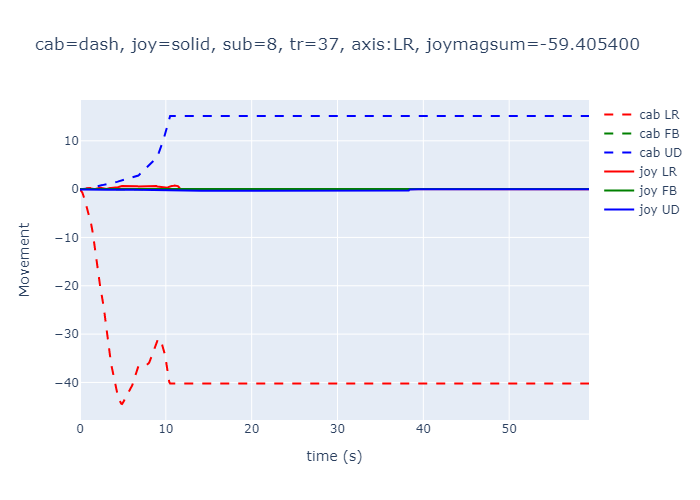 cab=dash, joy=solid, sub=8, tr=37, axis:LR, joymagsum=-59.405400
cab LR
cab FB
cab UD
joy LR
joy FB
joy UD
Movement
10
0
−10
−20
−30
−40
0
10
20
30
40
50
time (s)